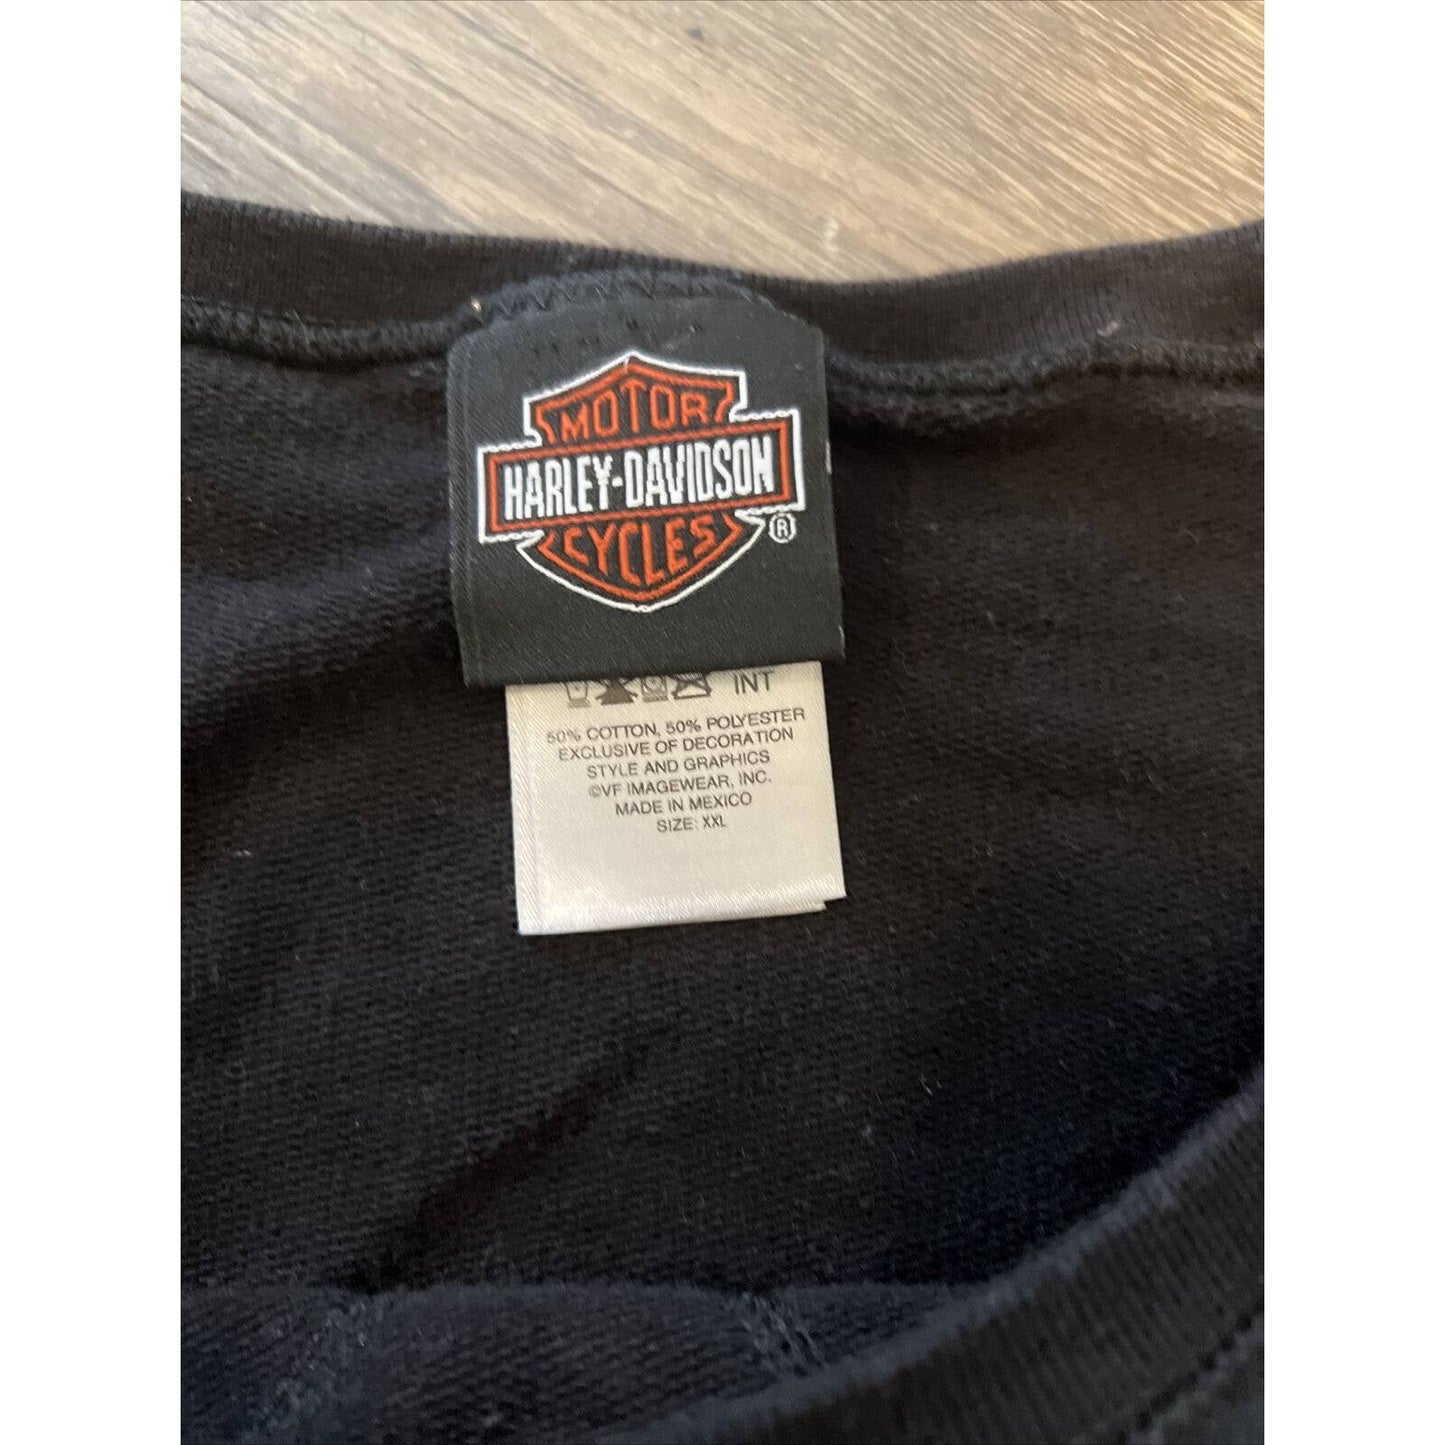 MOTOR
HARLEY-DAVIDSON
CYCLES
®
INT
50% COTTON, 50% POLYESTER
EXCLUSIVE OF DECORATION
STYLE AND GRAPHICS
©VF IMAGEWEAR, INC.
MADE IN MEXICO
SIZE: XXL